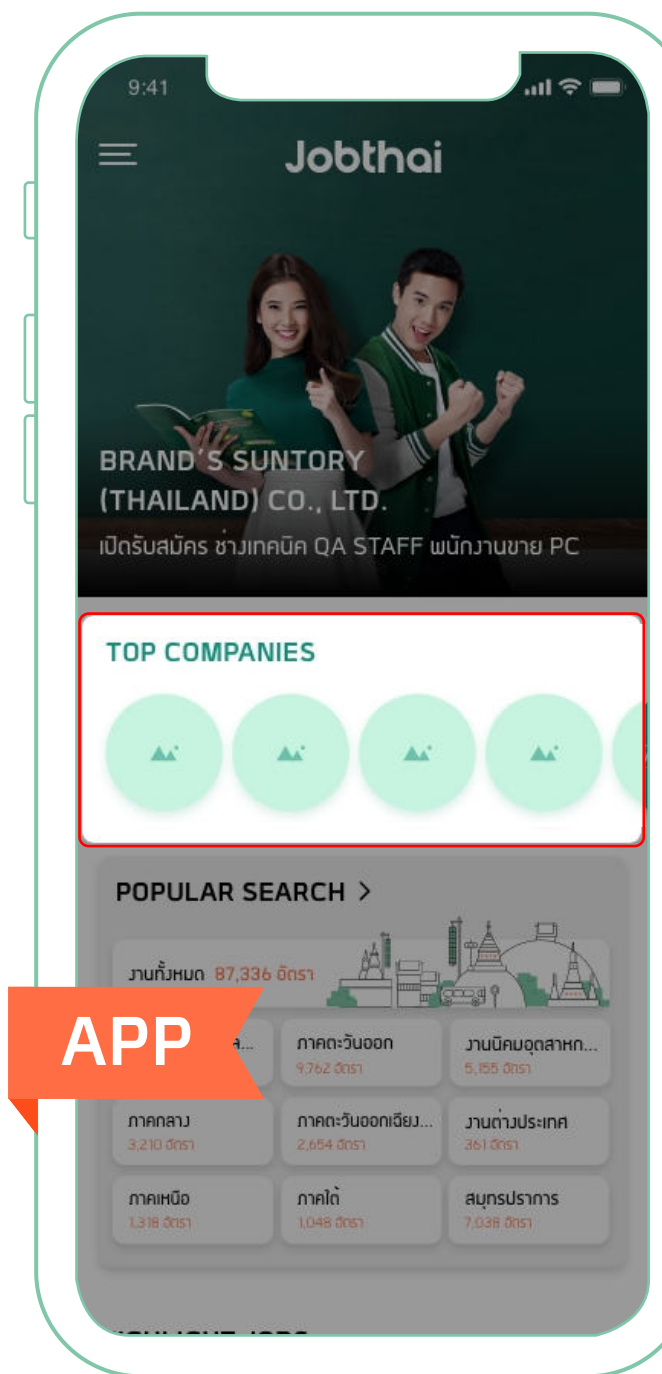 9:41
Jobthai
BRAND'S SUNTORY
(THAILAND) CO., LTD.
เปิดรับสมัคร ช่างเทคนิค QA STAFF พนักงานขาย PC
TOP COMPANIES
POPULAR SEARCH >
งานทั้งหมด 87,336 อัตรา
APP
ภาคตะวันออก
งานนิคมอุตสาหก...
9,762 อัตรา
5,155 อัตรา
ภาคกลาง
ภาคตะวันออกเฉียง...
งานต่างประเทศ
3,210 อัตรา
2,654 อัตรา
361 อัตรา
ภาคเหนือ
ภาคใต้
สมุทรปราการ
1,318 อัตรา
1,048 อัตรา
7,038 อัตรา